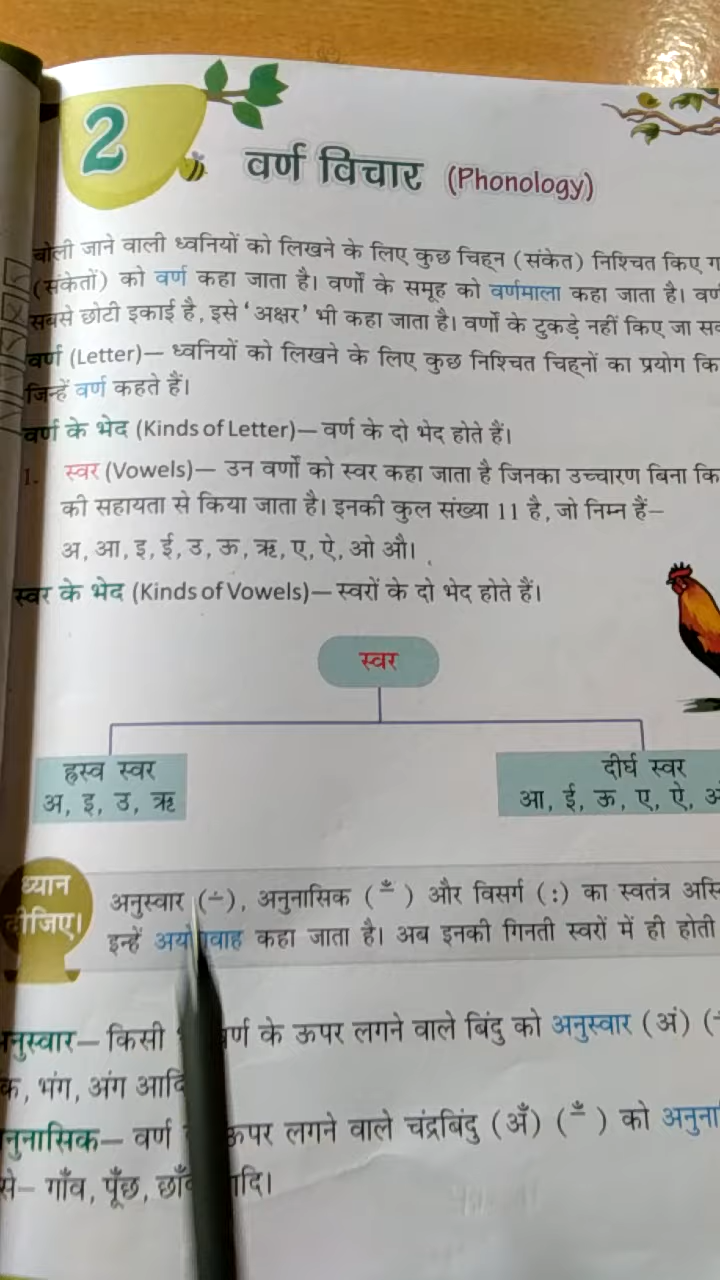 2
वर्ण विचार (Phonology)
बोली जाने वाली ध्वनियों को लिखने के लिए कुछ चिह्न (संकेत) निश्चित किए
(संकेतों) को वर्ण कहा जाता है। वर्णों के समूह को वर्णमाला कहा जाता है।
सबसे छोटी इकाई है, इसे 'अक्षर' भी कहा जाता है। वर्णों के टुकड़े नहीं किए जा
वर्ण (Letter)— ध्वनियों को लिखने के लिए कुछ निश्चित चिह्नों का प्रयोग
जिन्हें वर्ण कहते हैं।
वर्ण के भेद (Kinds of Letter)— वर्ण के दो भेद होते हैं।
1. स्वर (Vowels)— उन वर्णों को स्वर कहा जाता है जिनका उच्चारण बिना
की सहायता से किया जाता है। इनकी कुल संख्या 11 है, जो निम्न हैं—
अ, आ, इ, ई, उ, ऊ, ऋ, ए, ऐ, ओ औ।
स्वर के भेद (Kinds of Vowels)— स्वरों के दो भेद होते हैं।
स्वर
ह्रस्व स्वर
अ, इ, उ, ऋ
दीर्घ स्वर
आ, ई, ऊ, ए, ऐ,
ध्यान
दीजिए।
अनुस्वार (ं), अनुनासिक (ँ) और विसर्ग (:) का स्वतंत्र
इन्हें कहा जाता है। अब इनकी गिनती स्वरों में ही होती
अनुस्वार— किसी के ऊपर लगने वाले बिंदु को अनुस्वार (अं)
भंग, अंग आदि
अनुनासिक— वर्ण ऊपर लगने वाले चंद्रबिंदु (अँ) (ँ) को
गाँव, पूँछ,